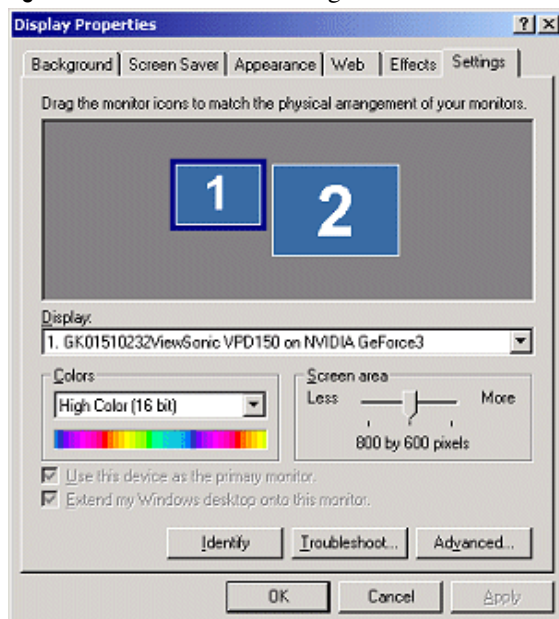 Display Properties
Background Screen Saver Appearance Web Effects Settings
Drag the monitor icons to match the physical arrangement of your monitors.
1 2
Display:
1. GK01510232ViewSonic VPD150 on NVIDIA GeForce3
Colors
High Color (16 bit)
Screen area
Less More
800 by 600 pixels
Use this device as the primary monitor.
Extend my Windows desktop onto this monitor.
Identify Troubleshoot... Advanced...
OK Cancel Apply